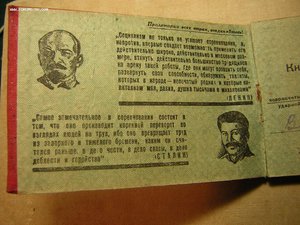 Пролетарии всех стран, соединяйтесь!
„Социализм не только не угашает соревнования, а,
напротив, впервые создает возможность применить его
действительно широко, действительно в массовом раз-
мере, втянуть действительно большинство трудящихся
на арену такой работы, где они могут проявить себя,
развернуть свои способности, обнаружить таланты,
которых в народе - непочатый родник и которые капи-
тализм мял, давил, душил тысячами и миллионами"
(ЛЕНИН)
„Самое замечательное в соревновании состоит в
том, что оно производит коренной переворот во
взглядах людей на труд, ибо оно превращает труд
из зазорного и тяжелого бремени, каким он счи-
тался раньше, в дело чести, в дело славы, в дело
доблести и геройства"
(СТАЛИН)
Кн